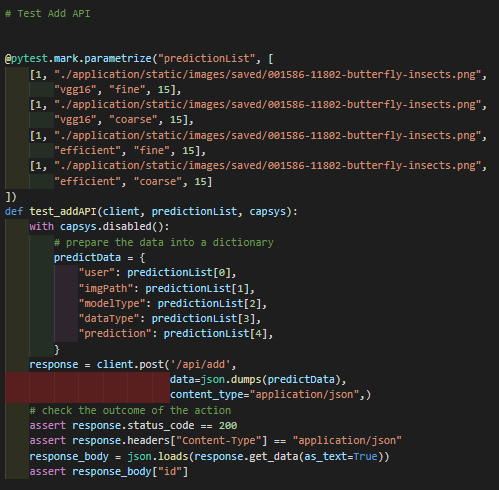 # Test Add API
@pytest.mark.parametrize("predictionList", [
    [1, "./application/static/images/saved/001586-11802-butterfly-insects.png",
    "vgg16", "fine", 15],
    [1, "./application/static/images/saved/001586-11802-butterfly-insects.png",
    "vgg16", "coarse", 15],
    [1, "./application/static/images/saved/001586-11802-butterfly-insects.png",
    "efficient", "fine", 15],
    [1, "./application/static/images/saved/001586-11802-butterfly-insects.png",
    "efficient", "coarse", 15]
])
def test_addAPI(client, predictionList, capsys):
    with capsys.disabled():
        # prepare the data into a dictionary
        predictData = {
            "user": predictionList[0],
            "imgPath": predictionList[1],
            "modelType": predictionList[2],
            "dataType": predictionList[3],
            "prediction": predictionList[4],
        }
    response = client.post('/api/add',
                           data=json.dumps(predictData),
                           content_type="application/json",)
    # check the outcome of the action
    assert response.status_code == 200
    assert response.headers["Content-Type"] == "application/json"
    response_body = json.loads(response.get_data(as_text=True))
    assert response_body["id"]